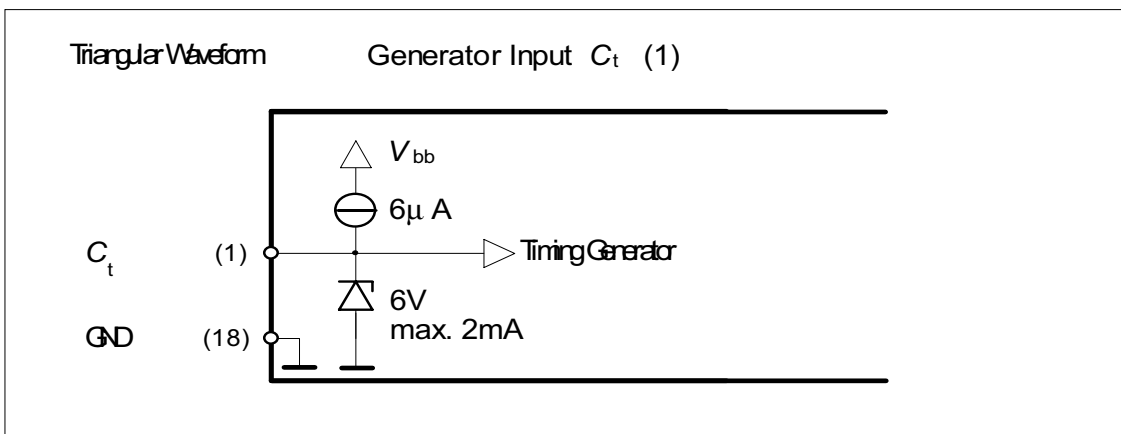 Triangular Waveform Generator Input Ct (1)
Vbb
6μ A
Ct (1)
Timing Generator
6V
max. 2mA
GND (18)